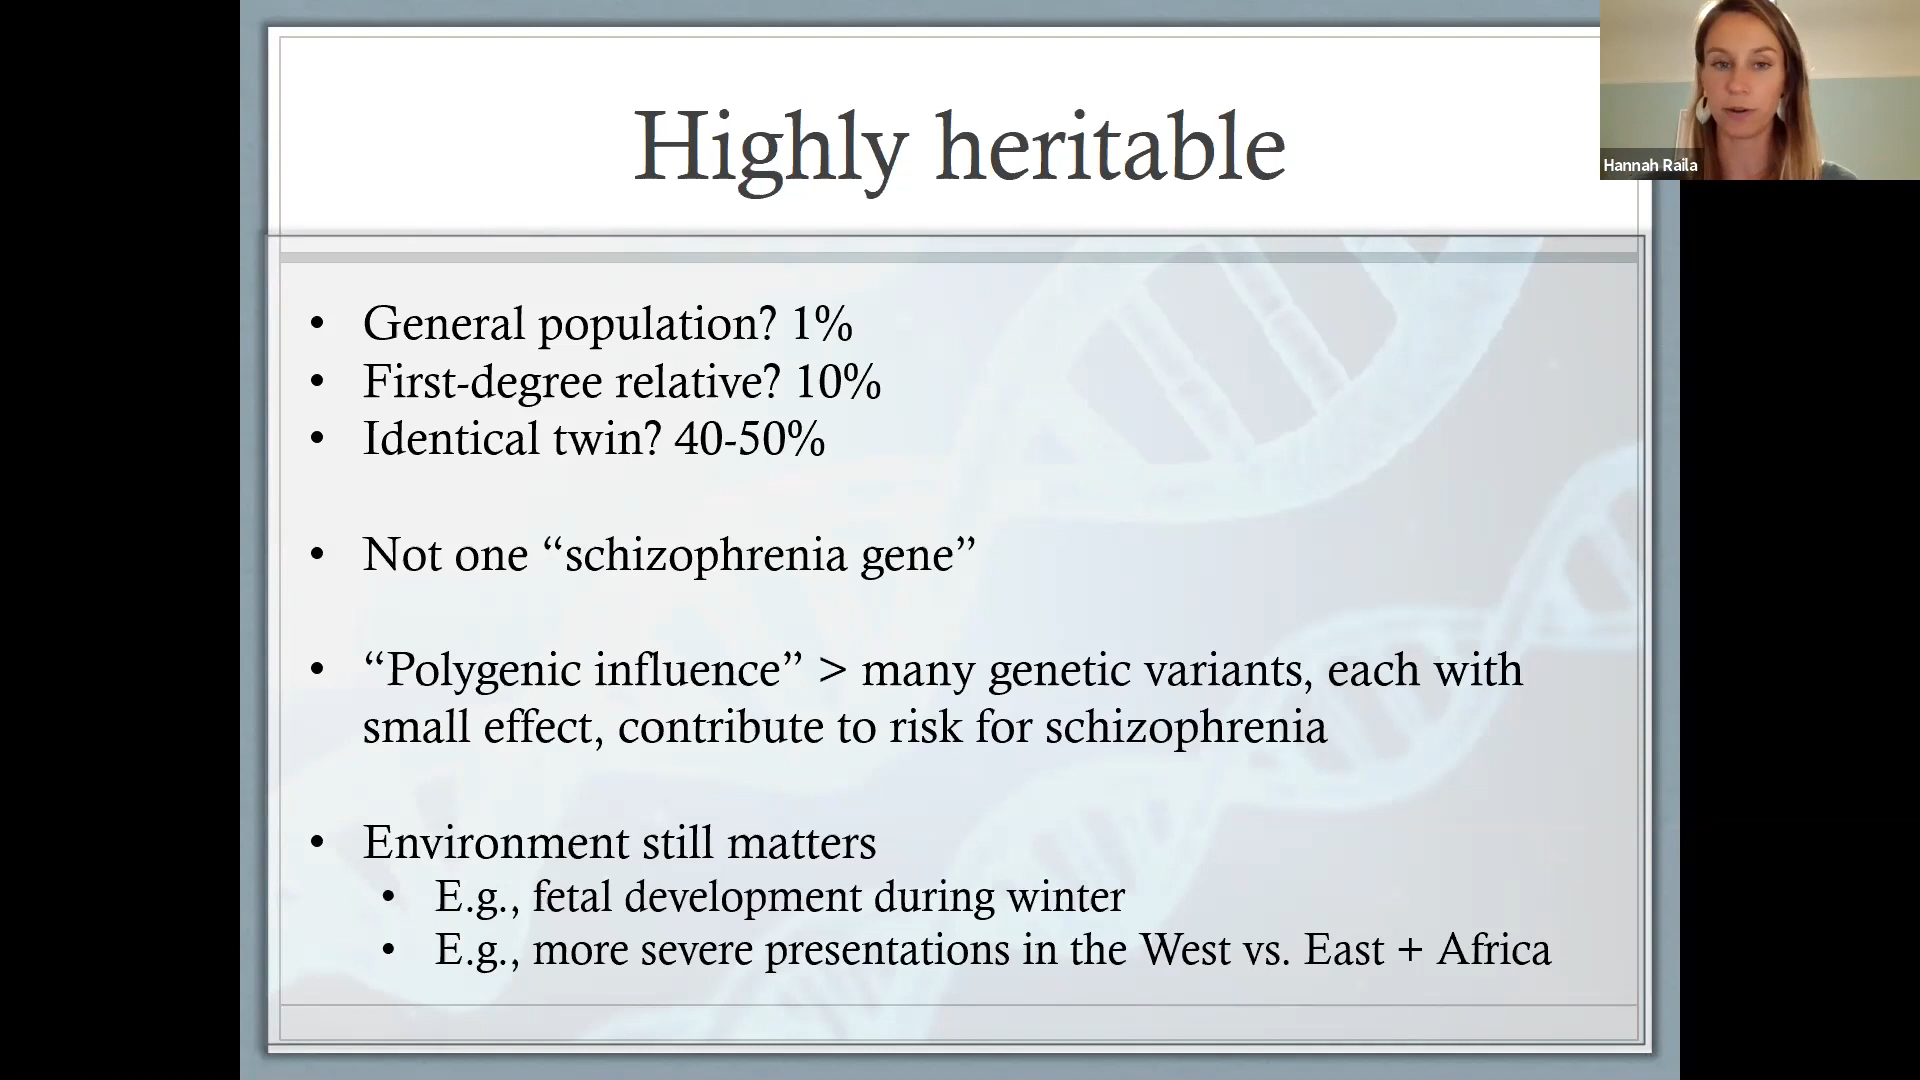 Highly heritable
Hannah Raila
• General population? 1%
• First-degree relative? 10%
• Identical twin? 40-50%
• Not one “schizophrenia gene”
• “Polygenic influence” > many genetic variants, each with
small effect, contribute to risk for schizophrenia
• Environment still matters
• E.g., fetal development during winter
• E.g., more severe presentations in the West vs. East + Africa